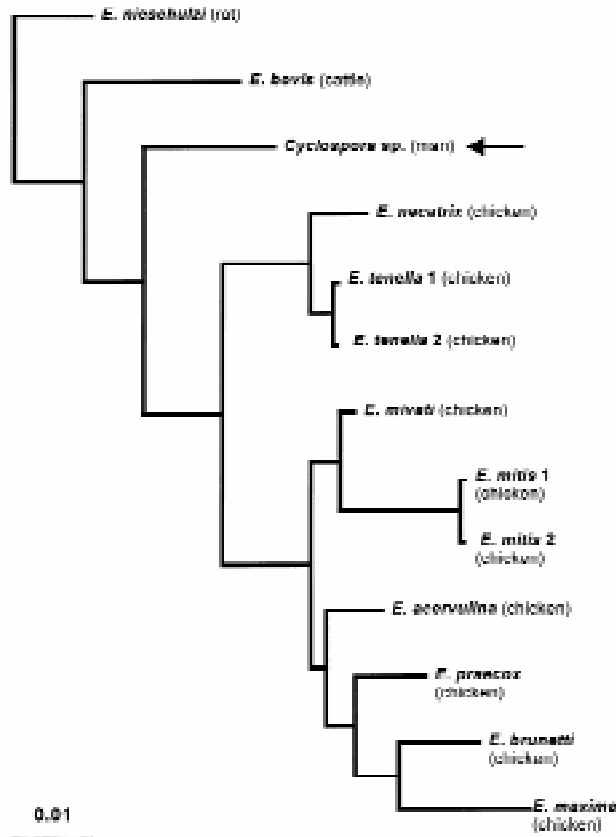 E. nieschulzi (rat)
E. bovis (cattle)
Cyclospora sp. (man)
E. necatrix (chicken)
E. tenella 1 (chicken)
E. tenella 2 (chicken)
E. mivati (chicken)
E. mitis 1
(chicken)
E. mitis 2
(chicken)
E. acervulina (chicken)
E. praecox
(chicken)
E. brunetti
(chicken)
E. maxima
(chicken)
0.01